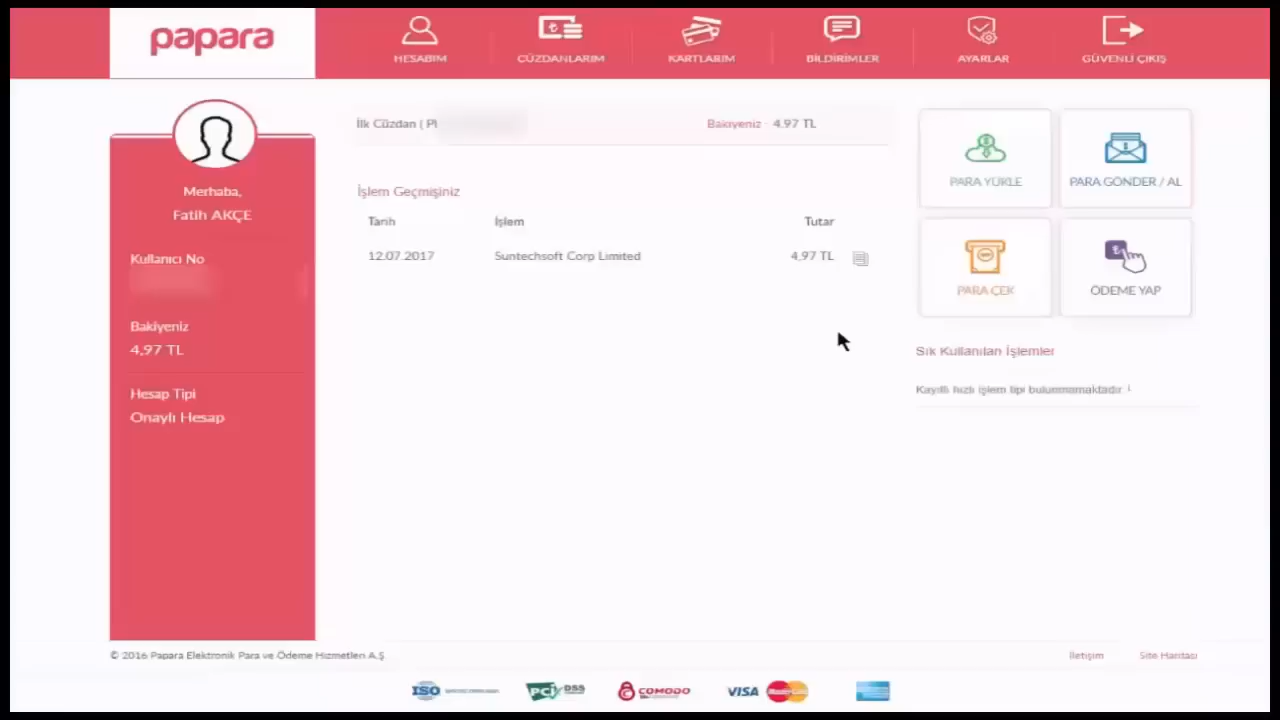 papara
HESABIM
CÜZDANLARIM
KARTLARIM
BİLDİRİMLER
AYARLAR
GÜVENLİ ÇIKIŞ
Merhaba,
Fatih AKÇE
Kullanıcı No
Bakiyeniz
4,97 TL
Hesap Tipi
Onaylı Hesap
İlk Cüzdan ( Pl
Bakiyeniz - 4.97 TL
İşlem Geçmişiniz
Tarih İşlem Tutar
12.07.2017 Suntechsoft Corp Limited 4,97 TL
PARA YÜKLE
PARA GÖNDER / AL
PARA ÇEK
ÖDEME YAP
Sık Kullanılan İşlemler
Kayıtlı hızlı işlem tipi bulunmamaktadır
© 2016 Papara Elektronik Para ve Ödeme Hizmetleri A.Ş
İletişim
Site Haritası
ISO
PCI DSS
COMODO
VISA
MasterCard